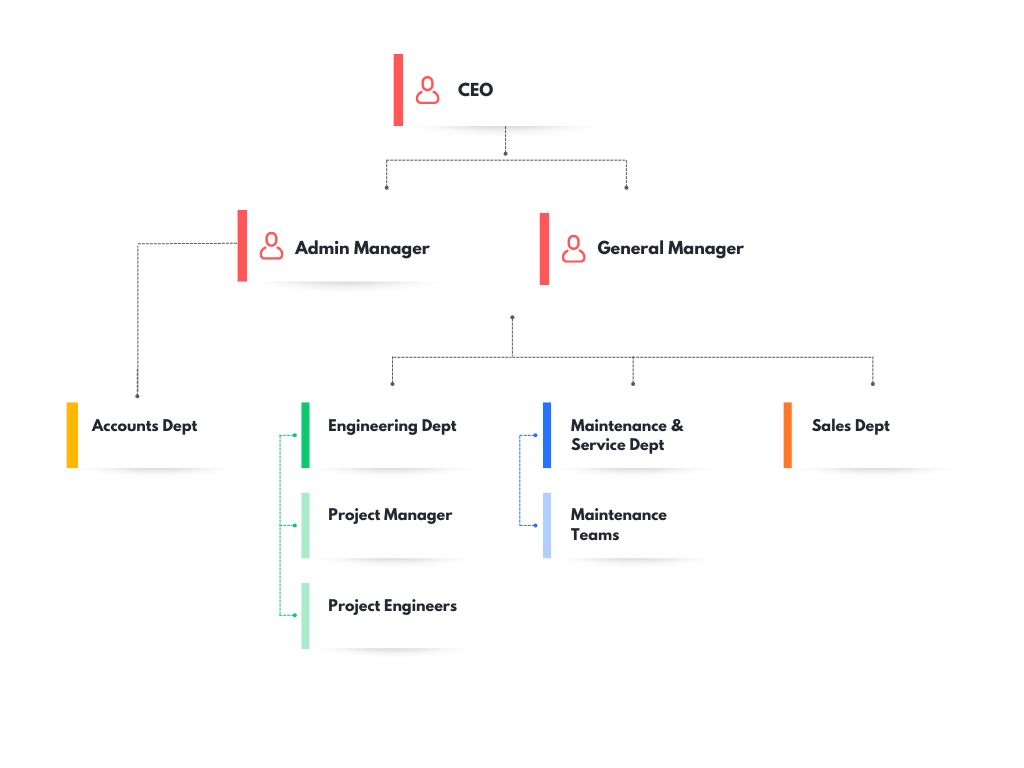 CEO
Admin Manager
General Manager
Accounts Dept
Engineering Dept
Maintenance &
Service Dept
Sales Dept
Project Manager
Maintenance
Teams
Project Engineers